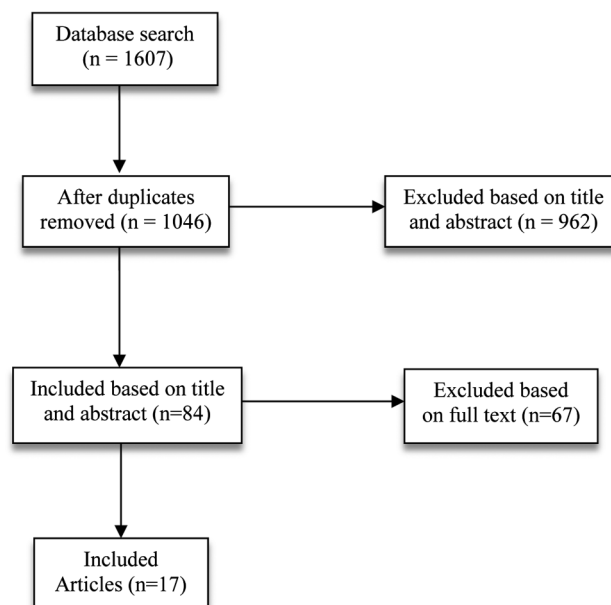 Database search
(n = 1607)
After duplicates
removed (n = 1046)
Excluded based on title
and abstract (n = 962)
Included based on title
and abstract (n=84)
Excluded based
on full text (n=67)
Included
Articles (n=17)